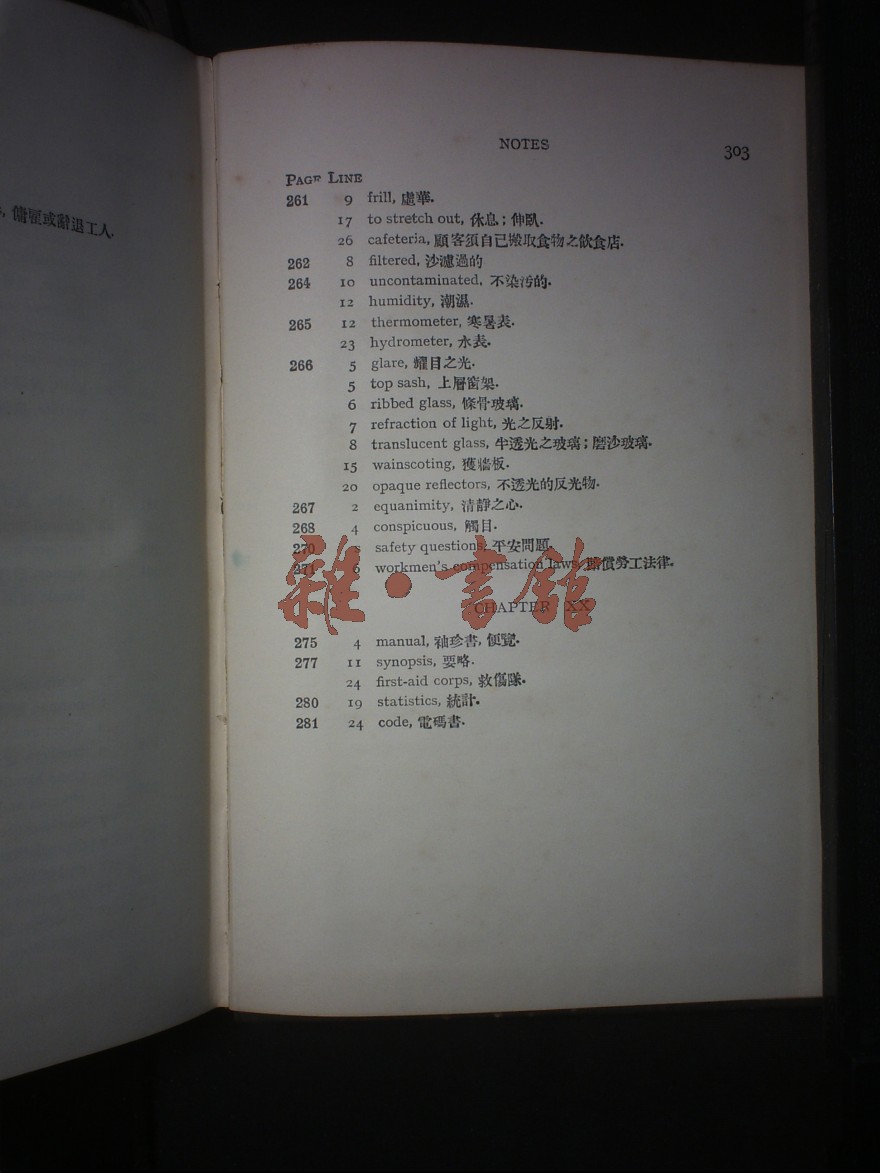 傭雇或辭退工人.
NOTES 303
PAGE LINE
261 9 frill, 虛華.
17 to stretch out, 休息; 伸臥.
26 cafeteria, 顧客須自己搬取食物之飲食店.
262 8 filtered, 沙濾過的
264 10 uncontaminated, 不染污的.
12 humidity, 潮濕.
265 12 thermometer, 寒暑表.
23 hydrometer, 水表.
266 5 glare, 耀目之光.
5 top sash, 上層窗架.
6 ribbed glass, 條骨玻璃.
7 refraction of light, 光之反射.
8 translucent glass, 半透光之玻璃; 磨沙玻璃.
15 wainscoting, 護牆板.
20 opaque reflectors, 不透光的反光物.
267 2 equanimity, 清靜之心.
268 4 conspicuous, 觸目.
270 safety questions, 平安問題.
271 6 workmen's compensation laws, 賠償勞工法律.
雜·書館
CHAPTER XX
275 4 manual, 袖珍書, 便覽.
277 11 synopsis, 要略.
24 first-aid corps, 救傷隊.
280 19 statistics, 統計.
281 24 code, 電碼書.